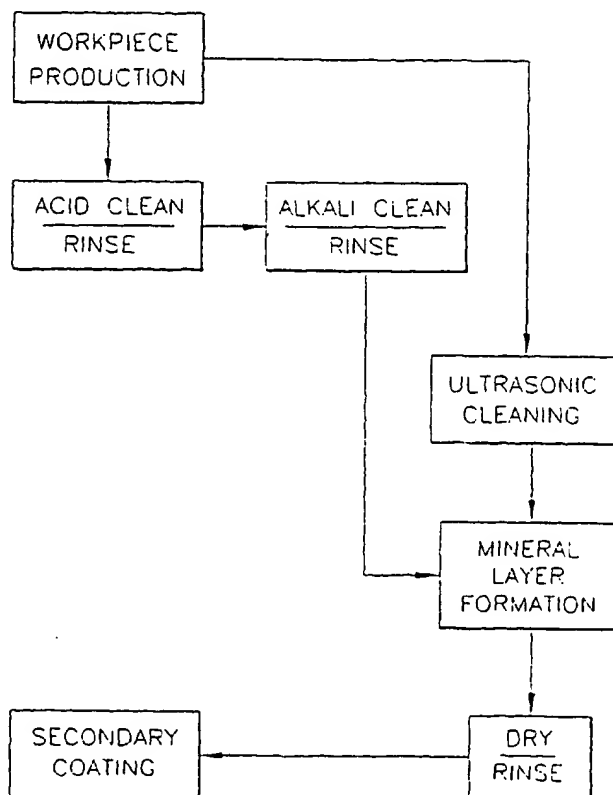 WORKPIECE
PRODUCTION
ACID CLEAN
RINSE
ALKALI CLEAN
RINSE
ULTRASONIC
CLEANING
MINERAL
LAYER
FORMATION
SECONDARY
COATING
DRY
RINSE